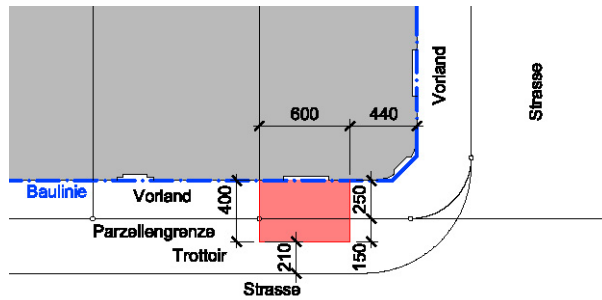 Vorland
Strasse
600
440
Baulinie
Vorland
400
250
Parzellengrenze
Trottoir
210
150
Strasse